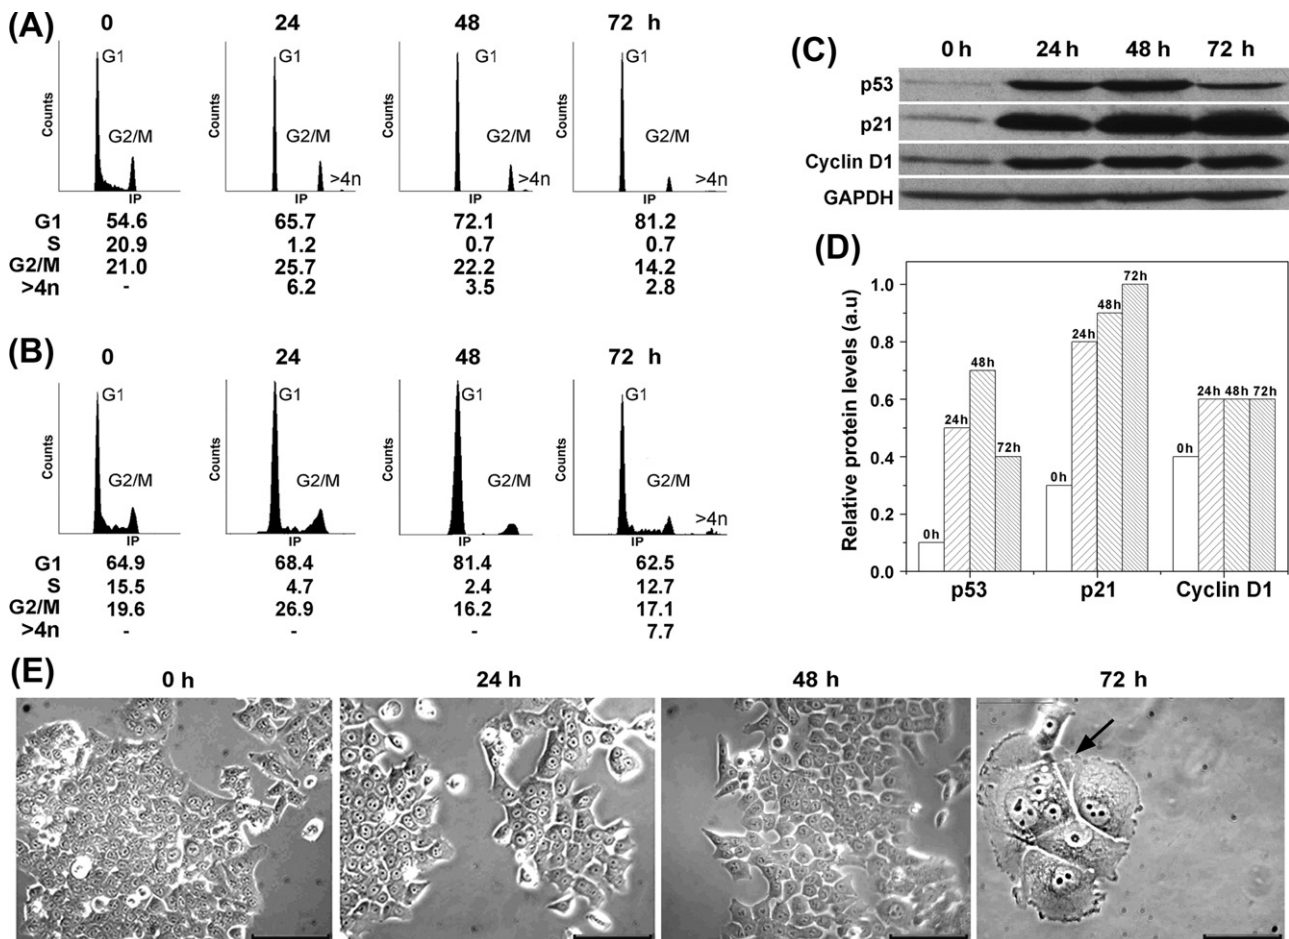 (A)
0 24 48 72 h
G1 G1 G1 G1
G2/M G2/M G2/M G2/M
>4n >4n >4n
Counts Counts Counts Counts
IP IP IP IP
G1 54.6 65.7 72.1 81.2
S 20.9 1.2 0.7 0.7
G2/M 21.0 25.7 22.2 14.2
>4n - 6.2 3.5 2.8
(B)
0 24 48 72 h
G1 G1 G1 G1
G2/M G2/M G2/M G2/M
>4n
Counts Counts Counts Counts
IP IP IP IP
G1 64.9 68.4 81.4 62.5
S 15.5 4.7 2.4 12.7
G2/M 19.6 26.9 16.2 17.1
>4n - - - 7.7
(C)
0 h 24 h 48 h 72 h
p53
p21
Cyclin D1
GAPDH
(D)
Relative protein levels (a.u)
1.0
0.8
0.6
0.4
0.2
0.0
0h 24h 48h 72h
0h 24h 48h 72h
0h 24h 48h 72h
p53 p21 Cyclin D1
(E)
0 h 24 h 48 h 72 h